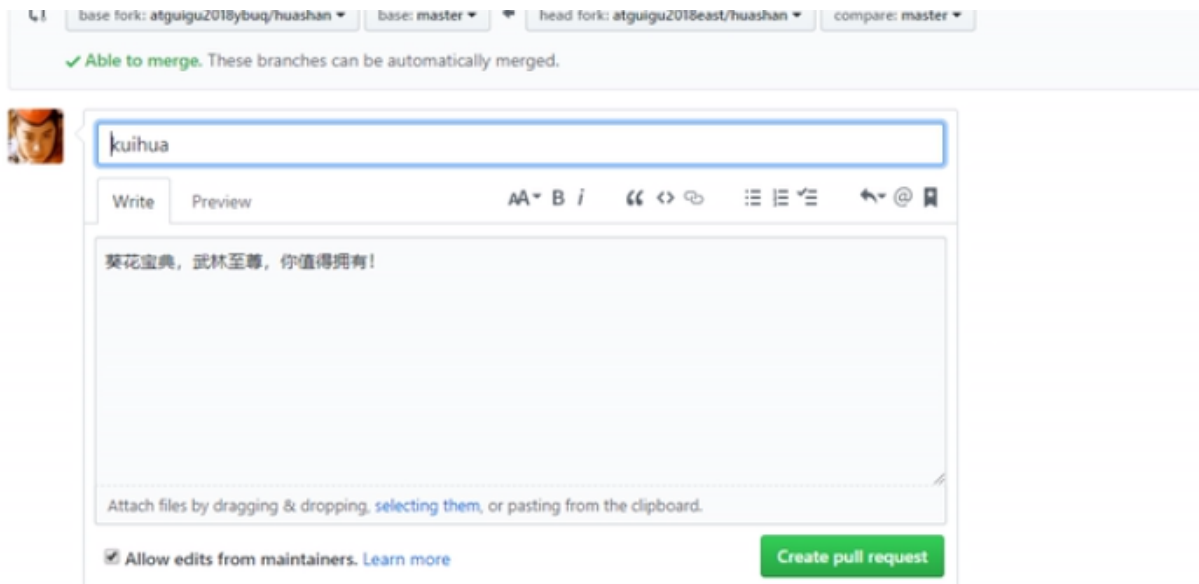 base fork: atguigu2018ybuq/huashan base: master head fork: atguigu2018east/huashan compare: master
Able to merge. These branches can be automatically merged.
kuihua
Write Preview AA B i “ <> @
葵花宝典，武林至尊，你值得拥有！
Attach files by dragging & dropping, selecting them, or pasting from the clipboard.
Allow edits from maintainers. Learn more Create pull request